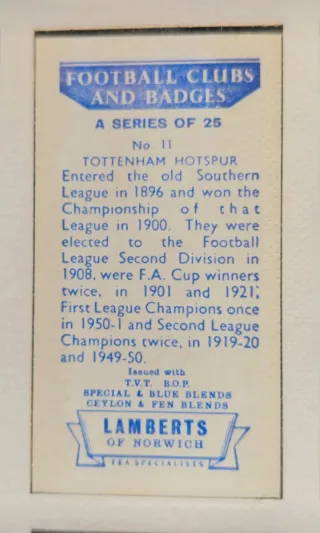 FOOTBALL CLUBS
AND BADGES
A SERIES OF 25
No 11
TOTTENHAM HOTSPUR
Entered the old Southern
League in 1896 and won the
Championship of that
League in 1900. They were
elected to the Football
League Second Division in
1908, were F.A. Cup winners
twice, in 1901 and 1921;
First League Champions once
in 1950-1 and Second League
Champions twice, in 1919-20
and 1949-50.
Issued with
T.V.T. B.O.P.
SPECIAL & BLUE BLENDS
CEYLON & FEN BLENDS
LAMBERTS
OF NORWICH
TEA SPECIALISTS